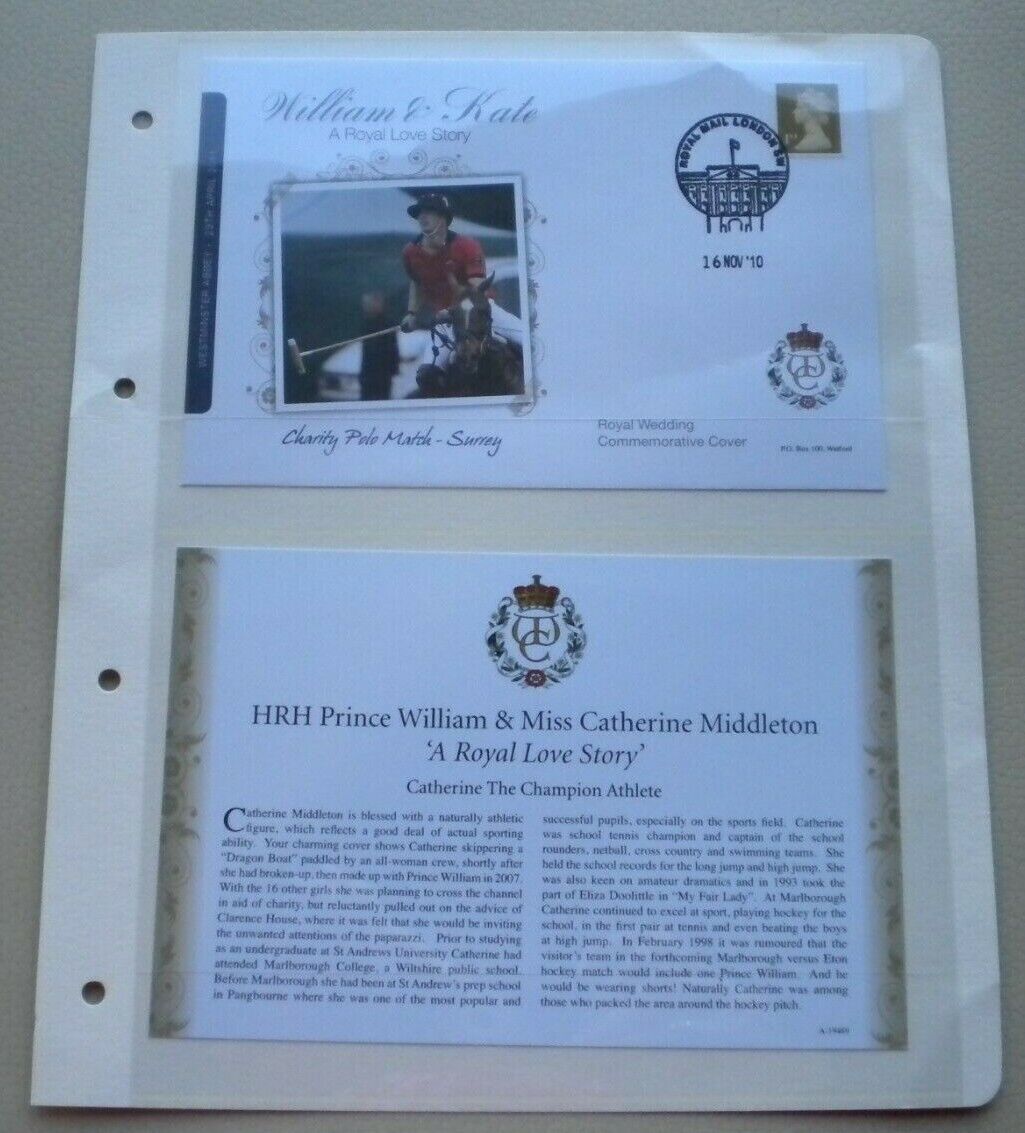 William & Kate
A Royal Love Story
WESTMINSTER ABBEY | 29TH APRIL
ROYAL MAIL LONDON SW
16 NOV '10
1st
Charity Polo Match - Surrey
Royal Wedding
Commemorative Cover
P.O. Box 100, Watford
HRH Prince William & Miss Catherine Middleton
‘A Royal Love Story’
Catherine The Champion Athlete
Catherine Middleton is blessed with a naturally athletic
figure, which reflects a good deal of actual sporting
ability. Your charming cover shows Catherine skippering a
“Dragon Boat” paddled by an all-woman crew, shortly after
she had broken-up, then made up with Prince William in 2007.
With the 16 other girls she was planning to cross the channel
in aid of charity, but reluctantly pulled out on the advice of
Clarence House, where it was felt that she would be inviting
the unwanted attentions of the paparazzi. Prior to studying
as an undergraduate at St Andrews University Catherine had
attended Marlborough College, a Wiltshire public school.
Before Marlborough she had been at St Andrew's prep school
in Pangbourne where she was one of the most popular and
successful pupils, especially on the sports field. Catherine
was school tennis champion and captain of the school
rounders, netball, cross country and swimming teams. She
held the school records for the long jump and high jump. She
was also keen on amateur dramatics and in 1993 took the
part of Eliza Doolittle in “My Fair Lady”. At Marlborough
Catherine continued to excel at sport, playing hockey for the
school, in the first pair at tennis and even beating the boys
at high jump. In February 1998 it was rumoured that the
visitor's team in the forthcoming Marlborough versus Eton
hockey match would include one Prince William. And he
would be wearing shorts! Naturally Catherine was among
those who packed the area around the hockey pitch.